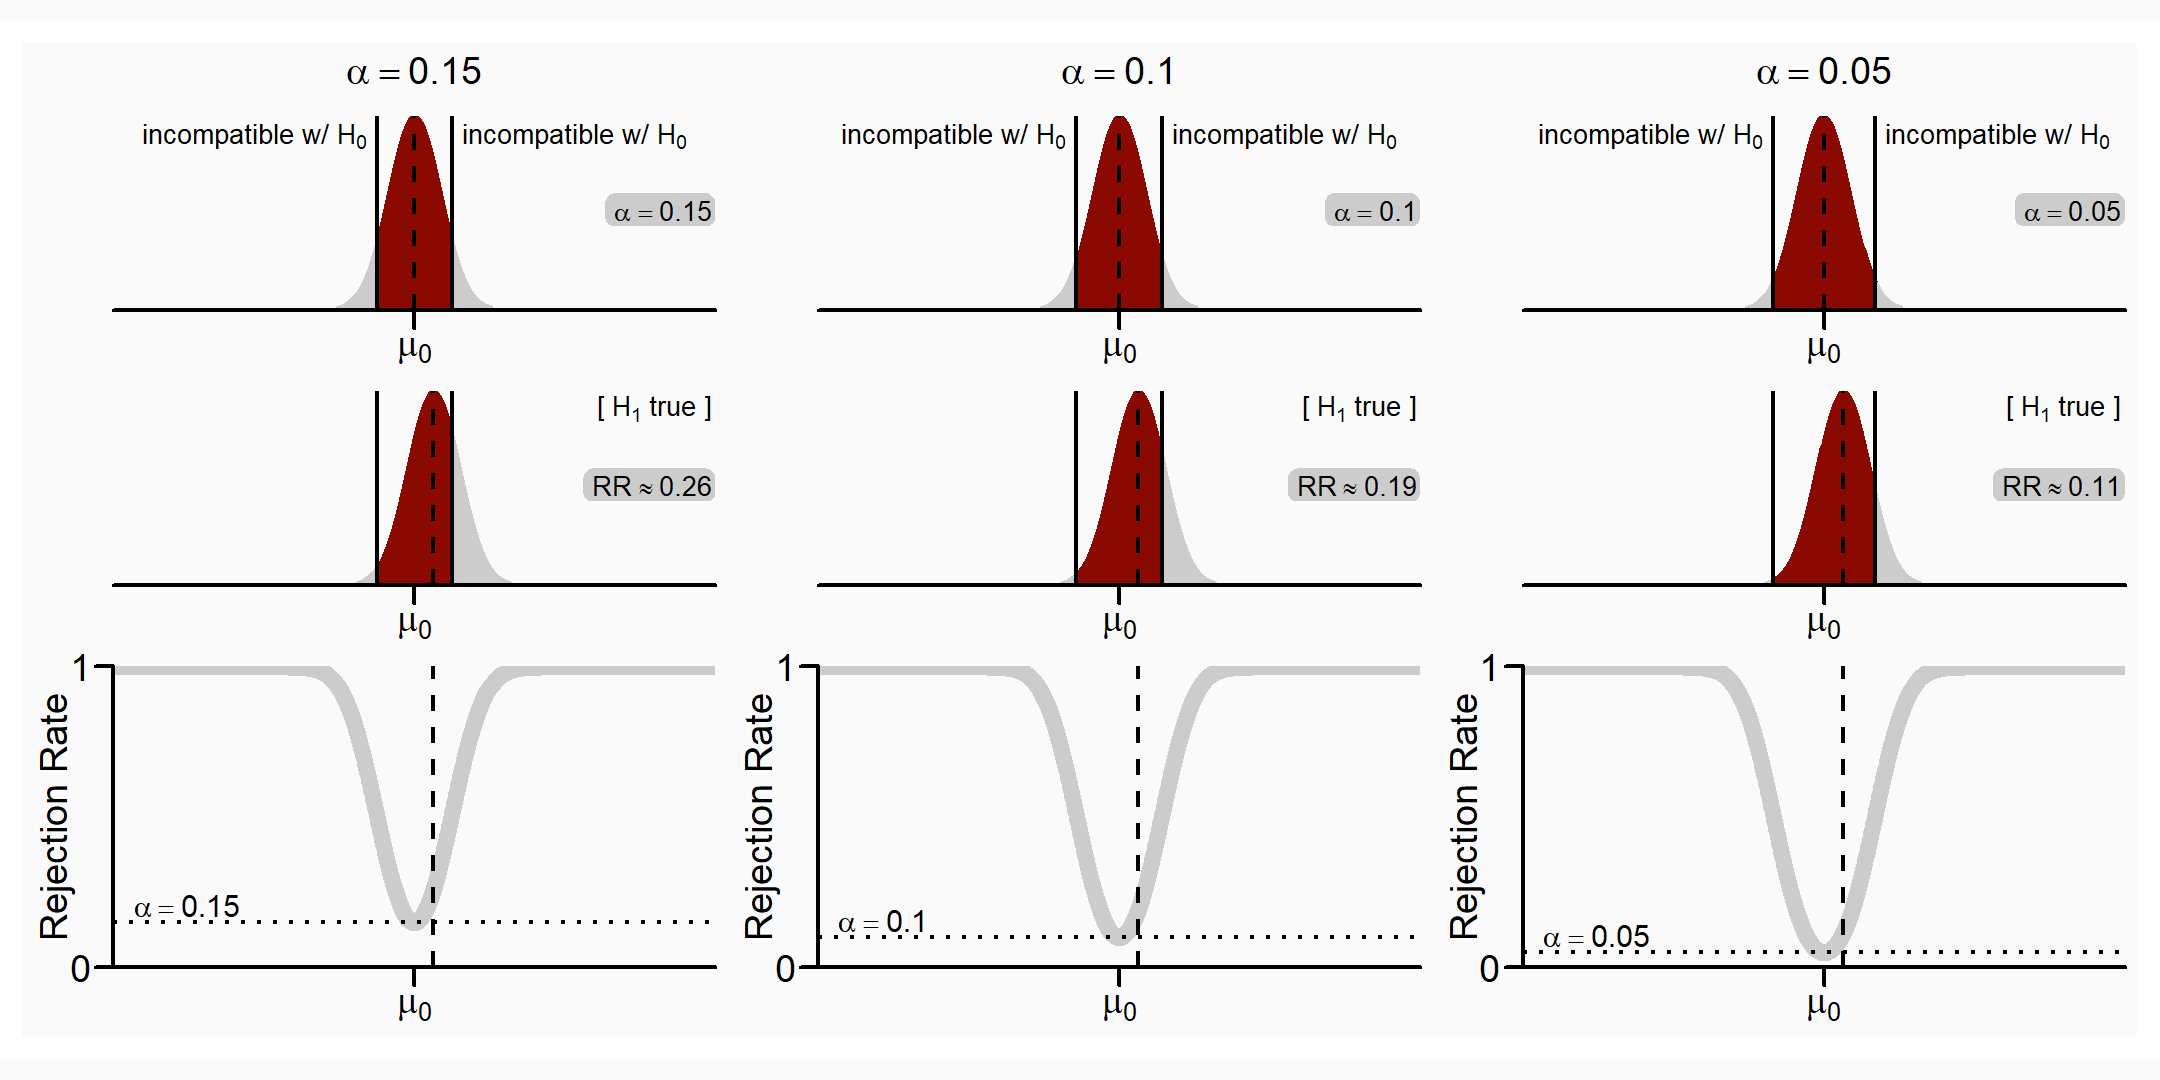 α = 0.15
α = 0.1
α = 0.05
incompatible w/ H₀
incompatible w/ H₀
incompatible w/ H₀
incompatible w/ H₀
incompatible w/ H₀
incompatible w/ H₀
α = 0.15
α = 0.1
α = 0.05
μ₀
μ₀
μ₀
[ H₁ true ]
[ H₁ true ]
[ H₁ true ]
RR ≈ 0.26
RR ≈ 0.19
RR ≈ 0.11
μ₀
μ₀
μ₀
1
Rejection Rate
α = 0.15
0
μ₀
1
Rejection Rate
α = 0.1
0
μ₀
1
Rejection Rate
α = 0.05
0
μ₀